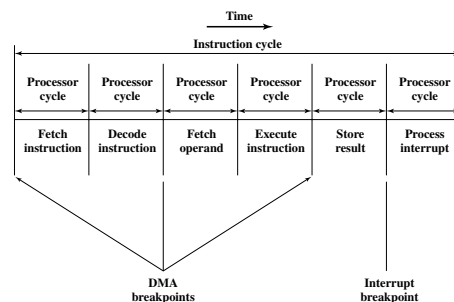 Time
Instruction cycle
Processor Processor Processor Processor Processor Processor
cycle cycle cycle cycle cycle cycle
Fetch Decode Fetch Execute Store Process
instruction instruction operand instruction result interrupt
DMA Interrupt
breakpoints breakpoint